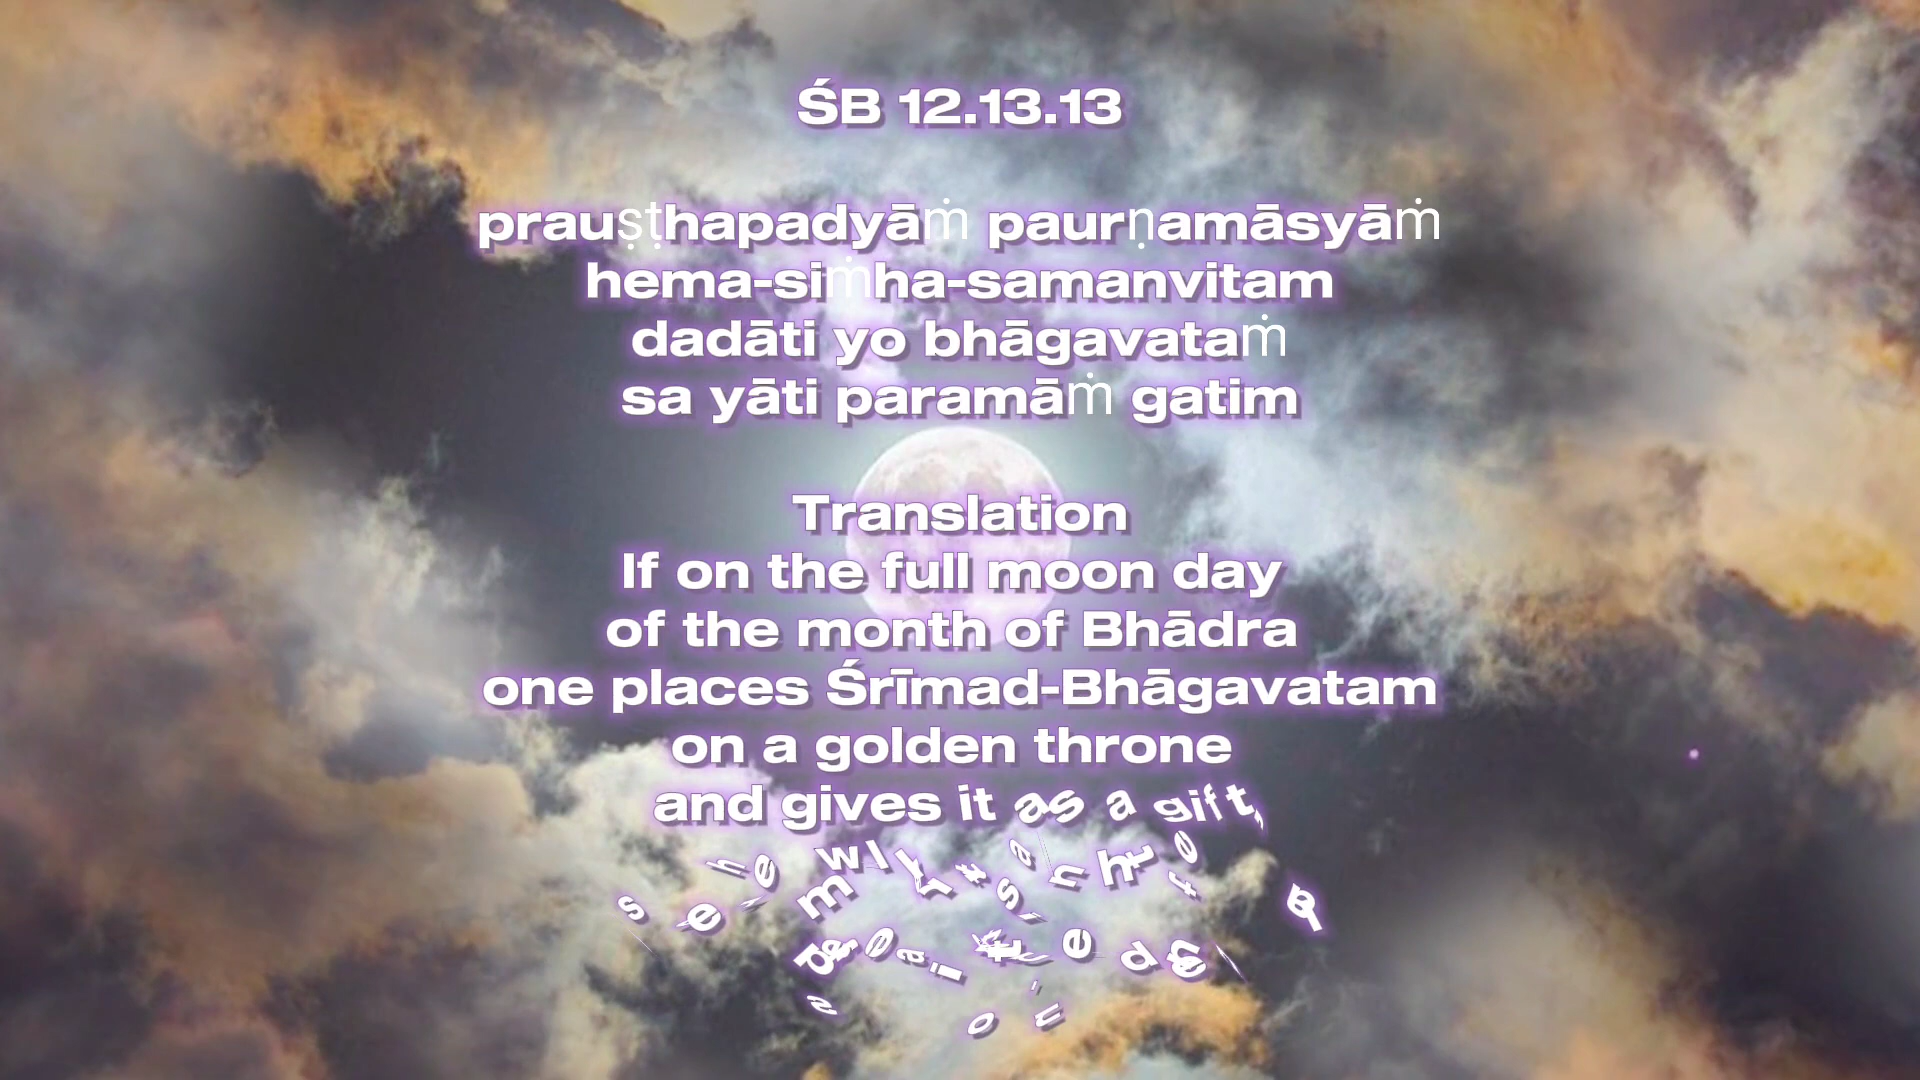 ŚB 12.13.13
prauṣṭhapadyāṁ paurṇamāsyāṁ
hema-siṁha-samanvitam
dadāti yo bhāgavataṁ
sa yāti paramāṁ gatim
Translation
If on the full moon day
of the month of Bhādra
one places Śrīmad-Bhāgavatam
on a golden throne
and gives it as a gift,